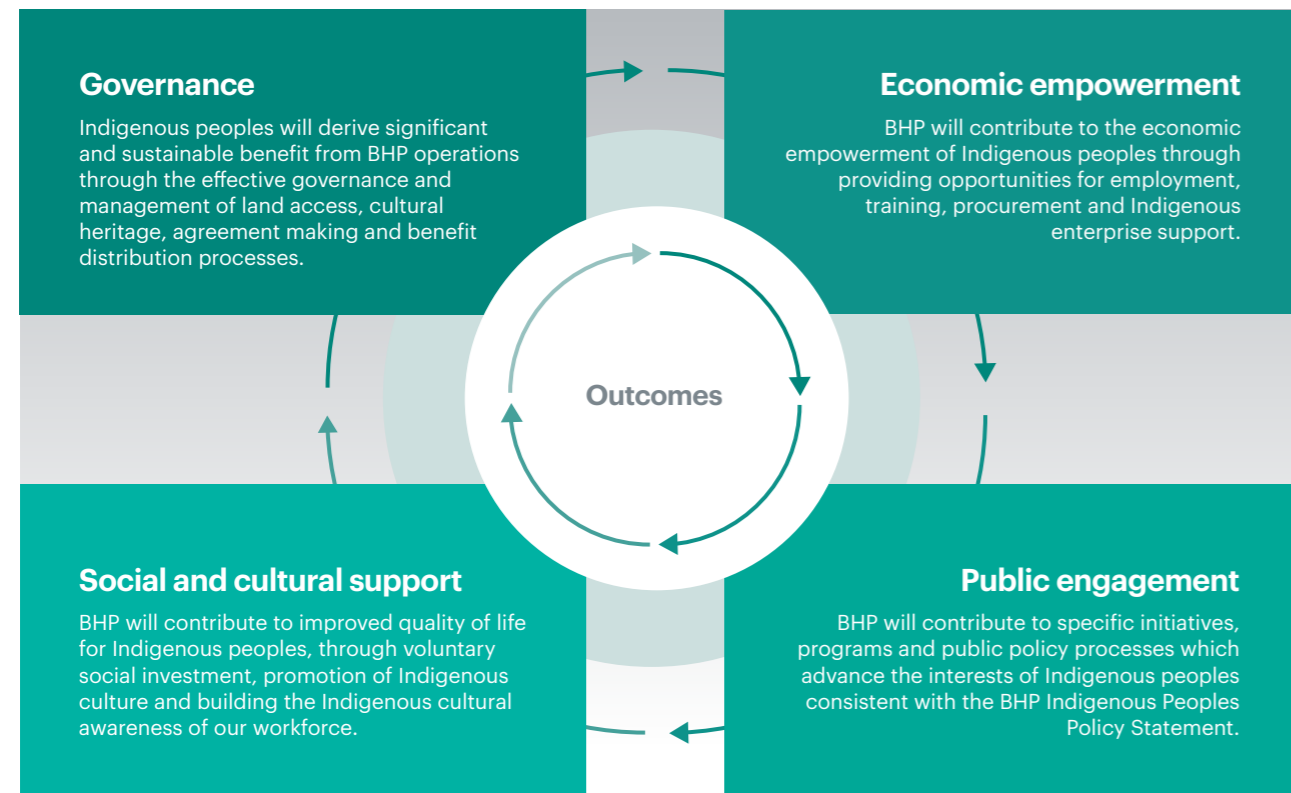 Governance
Indigenous peoples will derive significant
and sustainable benefit from BHP operations
through the effective governance and
management of land access, cultural
heritage, agreement making and benefit
distribution processes.
Economic empowerment
BHP will contribute to the economic
empowerment of Indigenous peoples through
providing opportunities for employment,
training, procurement and Indigenous
enterprise support.
Outcomes
Social and cultural support
BHP will contribute to improved quality of life
for Indigenous peoples, through voluntary
social investment, promotion of Indigenous
culture and building the Indigenous cultural
awareness of our workforce.
Public engagement
BHP will contribute to specific initiatives,
programs and public policy processes which
advance the interests of Indigenous peoples
consistent with the BHP Indigenous Peoples
Policy Statement.